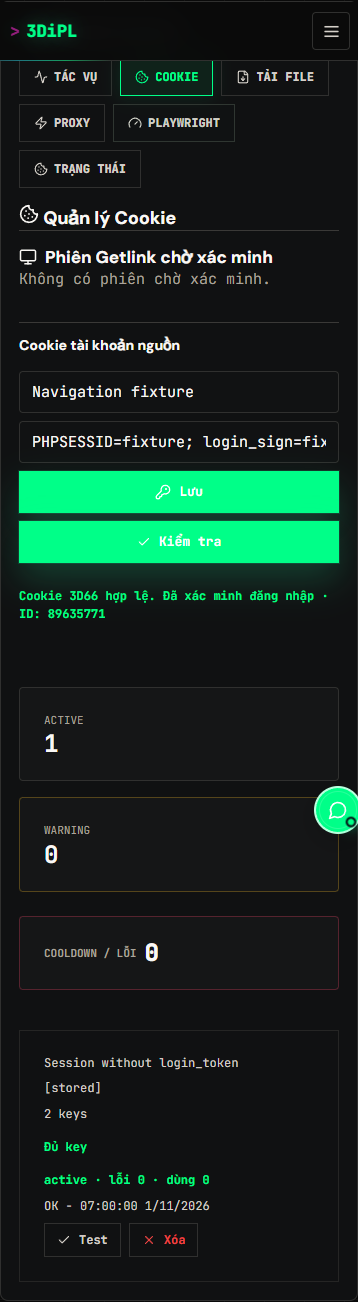 > 3DiPL
TÁC VỤ
COOKIE
TẢI FILE
PROXY
PLAYWRIGHT
TRẠNG THÁI
Quản lý Cookie
Phiên Getlink chờ xác minh
Không có phiên chờ xác minh.
Cookie tài khoản nguồn
Navigation fixture
PHPSESSID=fixture; login_sign=fix
Lưu
Kiểm tra
Cookie 3D66 hợp lệ. Đã xác minh đăng nhập ·
ID: 89635771
ACTIVE
1
WARNING
0
COOLDOWN / LỖI 0
Session without login_token
[stored]
2 keys
Đủ key
active · lỗi 0 · dùng 0
OK - 07:00:00 1/11/2026
Test
Xóa